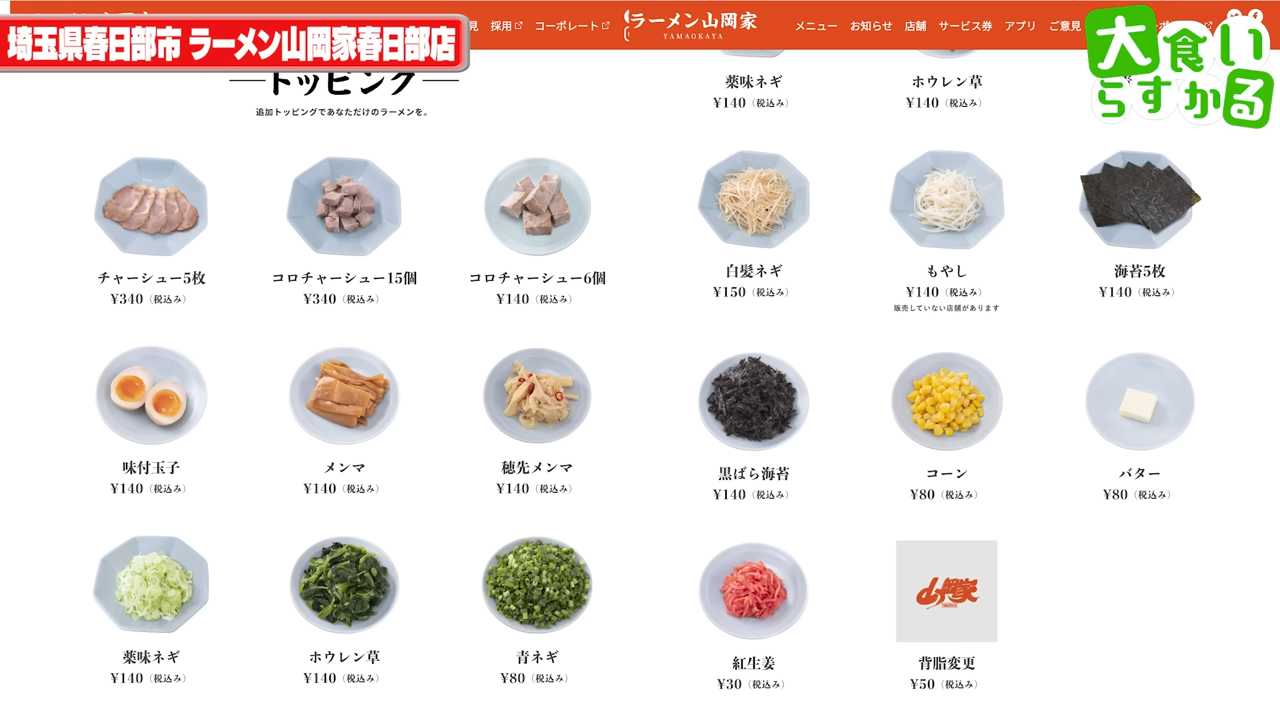 埼玉県春日部市 ラーメン山岡家春日部店
見 採用 コーポレート
ラーメン山岡家
YAMAOKAYA
メニュー お知らせ 店舗 サービス券 アプリ ご意見
大食い
らすかる
トッピング
追加トッピングであなただけのラーメンを。
チャーシュー5枚
¥340（税込み）
コロチャーシュー15個
¥340（税込み）
コロチャーシュー6個
¥140（税込み）
味付玉子
¥140（税込み）
メンマ
¥140（税込み）
穂先メンマ
¥140（税込み）
薬味ネギ
¥140（税込み）
ホウレン草
¥140（税込み）
青ネギ
¥80（税込み）
薬味ネギ
¥140（税込み）
ホウレン草
¥140（税込み）
白髪ネギ
¥150（税込み）
もやし
¥140（税込み）
販売していない店舗があります
海苔5枚
¥140（税込み）
黒ばら海苔
¥140（税込み）
コーン
¥80（税込み）
バター
¥80（税込み）
紅生姜
¥30（税込み）
山岡家
背脂変更
¥50（税込み）